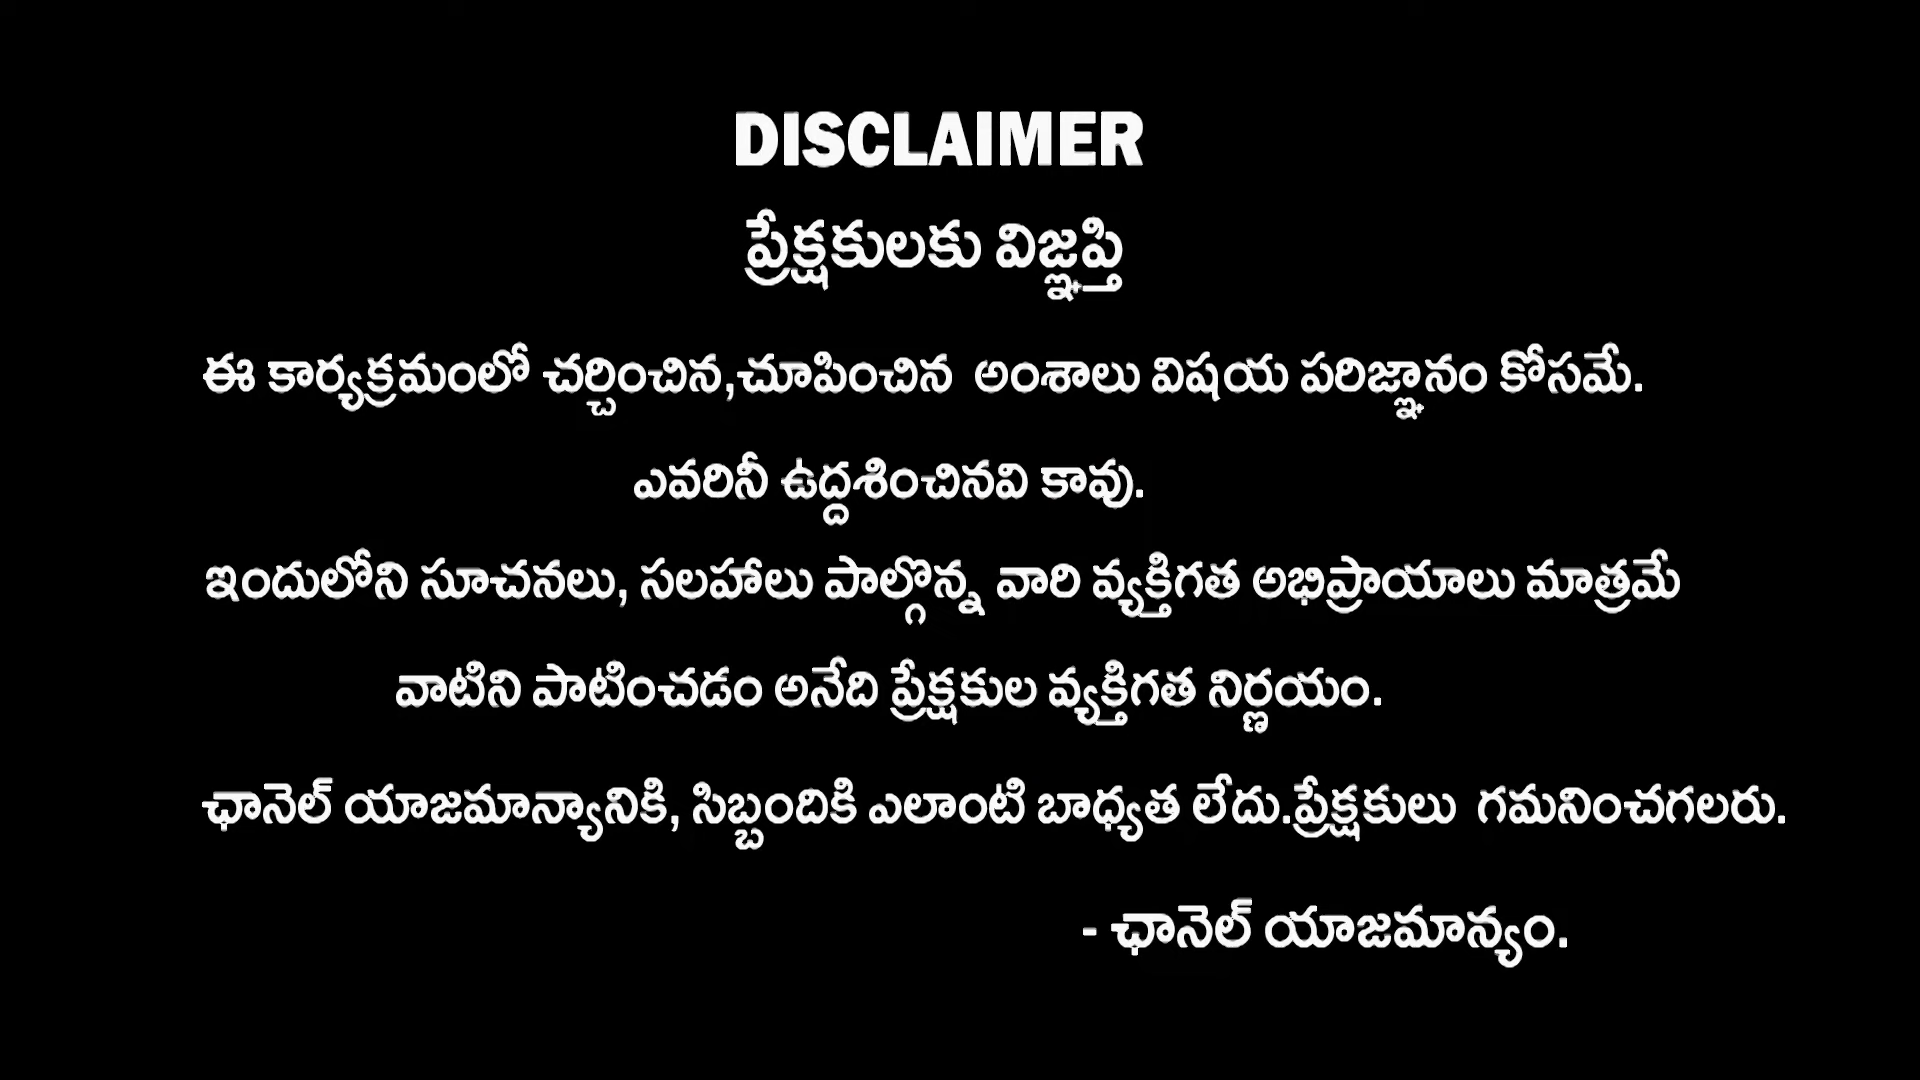 DISCLAIMER
ప్రేక్షకులకు విజ్ఞప్తి
ఈ కార్యక్రమంలో చర్చించిన,చూపించిన అంశాలు విషయ పరిజ్ఞానం కోసమే.
ఎవరినీ ఉద్దశించినవి కావు.
ఇందులోని సూచనలు, సలహాలు పాల్గొన్న వారి వ్యక్తిగత అభిప్రాయాలు మాత్రమే
వాటిని పాటించడం అనేది ప్రేక్షకుల వ్యక్తిగత నిర్ణయం.
ఛానెల్ యాజమాన్యానికి, సిబ్బందికి ఎలాంటి బాధ్యత లేదు.ప్రేక్షకులు గమనించగలరు.
- ఛానెల్ యాజమాన్యం.